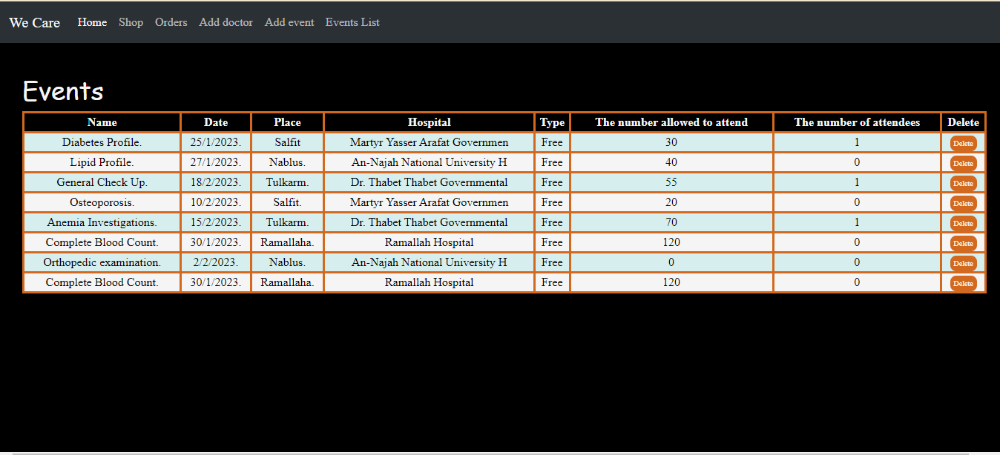 We Care Home Shop Orders Add doctor Add event Events List
Events
Name Date Place Hospital Type The number allowed to attend The number of attendees Delete
Diabetes Profile. 25/1/2023. Salfit Martyr Yasser Arafat Governmen Free 30 1 Delete
Lipid Profile. 27/1/2023. Nablus. An-Najah National University H Free 40 0 Delete
General Check Up. 18/2/2023. Tulkarm. Dr. Thabet Thabet Governmental Free 55 1 Delete
Osteoporosis. 10/2/2023. Salfit. Martyr Yasser Arafat Governmen Free 20 0 Delete
Anemia Investigations. 15/2/2023. Tulkarm. Dr. Thabet Thabet Governmental Free 70 1 Delete
Complete Blood Count. 30/1/2023. Ramallaha. Ramallah Hospital Free 120 0 Delete
Orthopedic examination. 2/2/2023. Nablus. An-Najah National University H Free 0 0 Delete
Complete Blood Count. 30/1/2023. Ramallaha. Ramallah Hospital Free 120 0 Delete